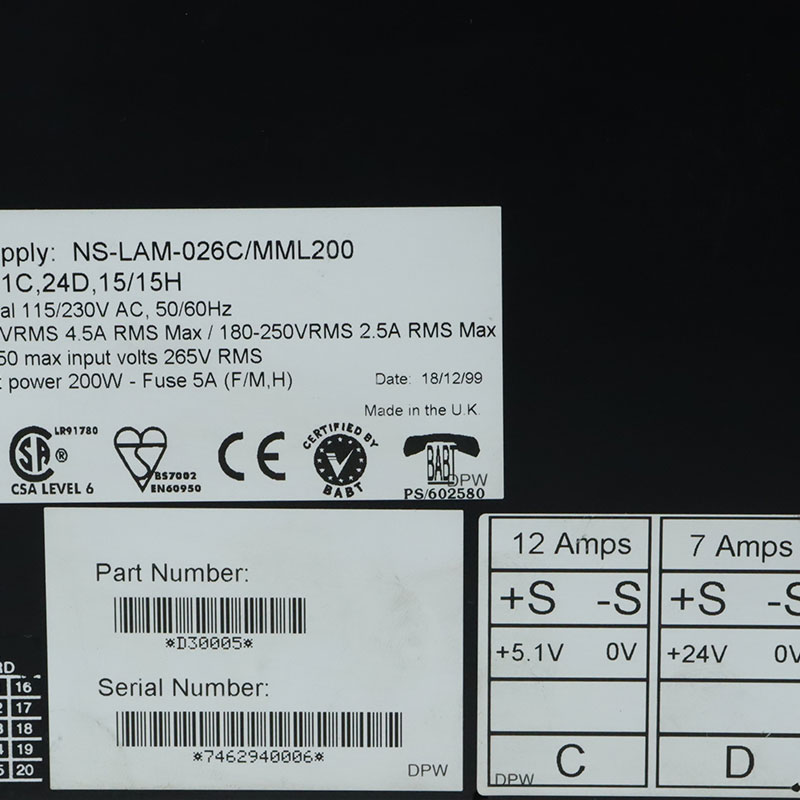 pply: NS-LAM-026C/MML200
1C,24D,15/15H
al 115/230V AC, 50/60Hz
VRMS 4.5A RMS Max / 180-250VRMS 2.5A RMS Max
50 max input volts 265V RMS
t power 200W - Fuse 5A (F/M,H)
Date: 18/12/99
Made in the U.K.
LR91780
SA ®
CSA LEVEL 6
S
BS7002
EN60950
CE
CERTIFIED BY
BABT
BABT
DPW
PS/602580
Part Number:
*D30005*
Serial Number:
*7462940006*
DPW
RD
16
17
18
19
20
12 Amps
7 Amps
+S -S
+S -S
+5.1V 0V
+24V 0V
C
D
DPW